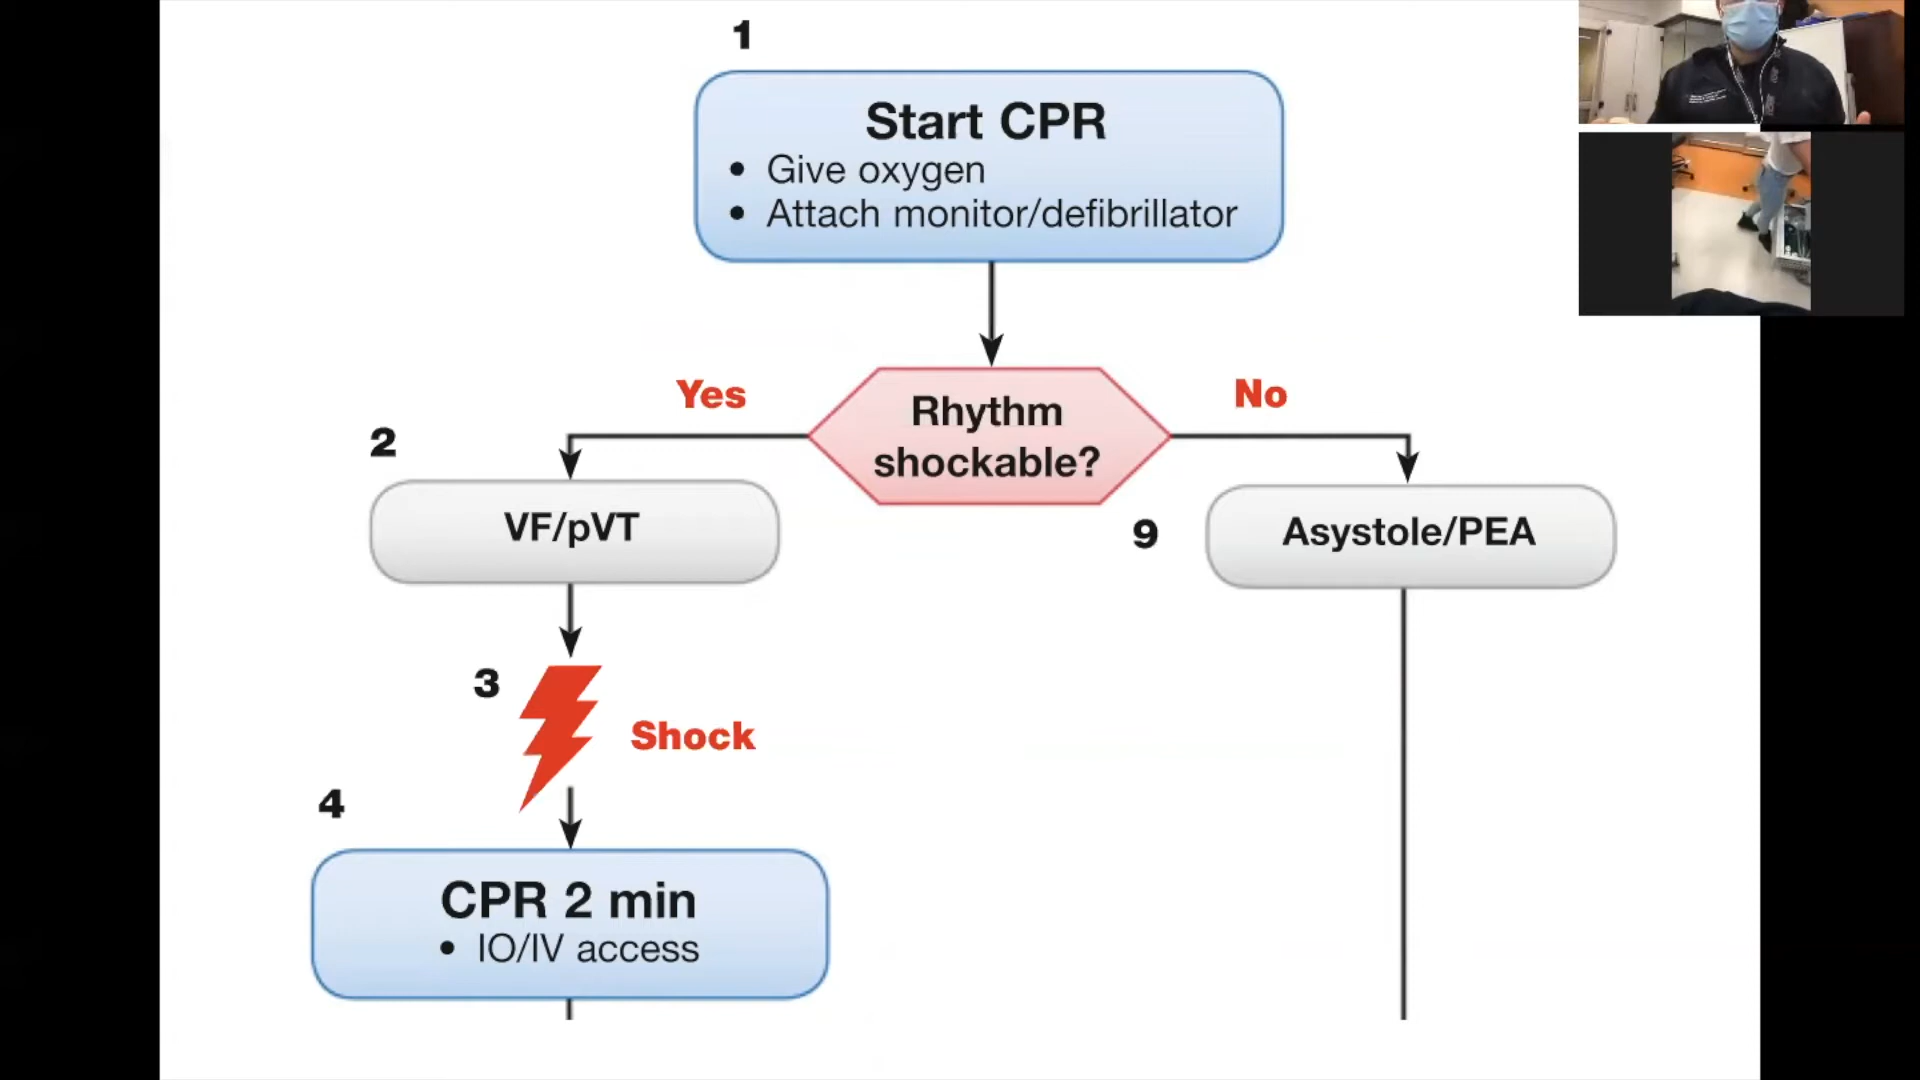 1
Start CPR
• Give oxygen
• Attach monitor/defibrillator
Yes
Rhythm
shockable?
No
2
VF/pVT
9
Asystole/PEA
3
Shock
4
CPR 2 min
• IO/IV access